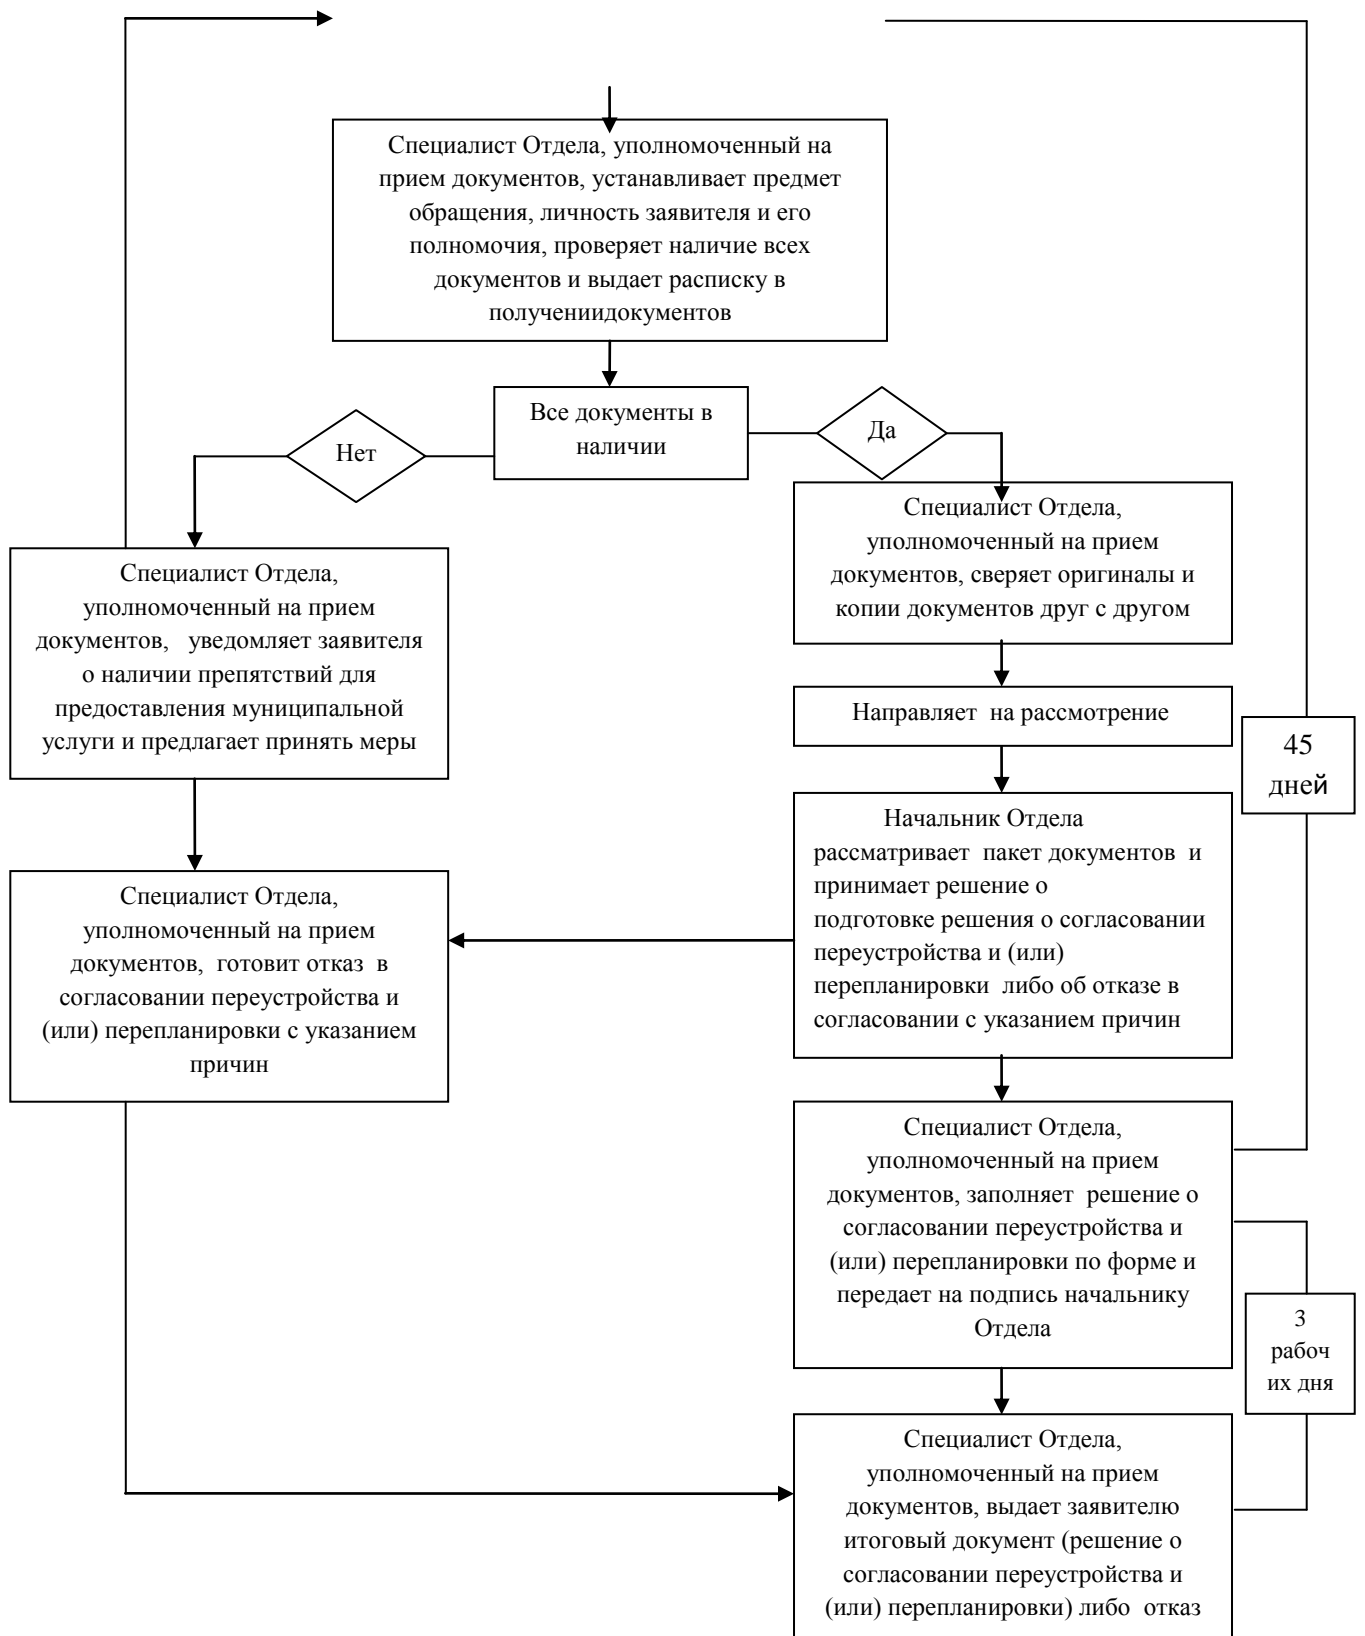 Специалист Отдела, уполномоченный на
прием документов, устанавливает предмет
обращения, личность заявителя и его
полномочия, проверяет наличие всех
документов и выдает расписку в
получениидокументов
Все документы в
наличии
Нет
Да
Специалист Отдела,
уполномоченный на прием
документов, уведомляет заявителя
о наличии препятствий для
предоставления муниципальной
услуги и предлагает принять меры
Специалист Отдела,
уполномоченный на прием
документов, сверяет оригиналы и
копии документов друг с другом
Направляет на рассмотрение
45
дней
Начальник Отдела
рассматривает пакет документов и
принимает решение о
подготовке решения о согласовании
переустройства и (или)
перепланировки либо об отказе в
согласовании с указанием причин
Специалист Отдела,
уполномоченный на прием
документов, готовит отказ в
согласовании переустройства и
(или) перепланировки с указанием
причин
Специалист Отдела,
уполномоченный на прием
документов, заполняет решение о
согласовании переустройства и
(или) перепланировки по форме и
передает на подпись начальнику
Отдела
3
рабоч
их дня
Специалист Отдела,
уполномоченный на прием
документов, выдает заявителю
итоговый документ (решение о
согласовании переустройства и
(или) перепланировки) либо отказ